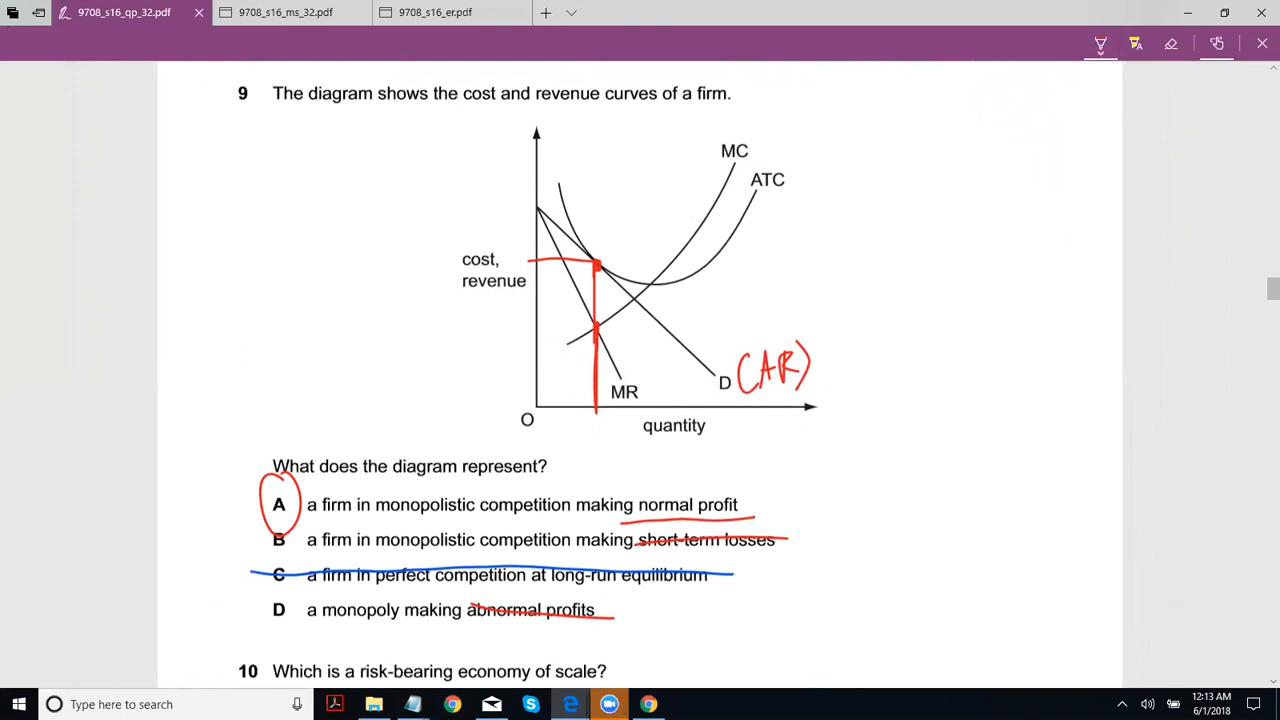 9708_s16_qp_32.pdf
9708_s16_ms_32.pdf
9708_s16_er.pdf
9 The diagram shows the cost and revenue curves of a firm.
MC
ATC
cost,
revenue
D (AR)
MR
O
quantity
What does the diagram represent?
A a firm in monopolistic competition making normal profit
B a firm in monopolistic competition making short-term losses
C a firm in perfect competition at long-run equilibrium
D a monopoly making abnormal profits
10 Which is a risk-bearing economy of scale?
Type here to search
12:13 AM
6/1/2018